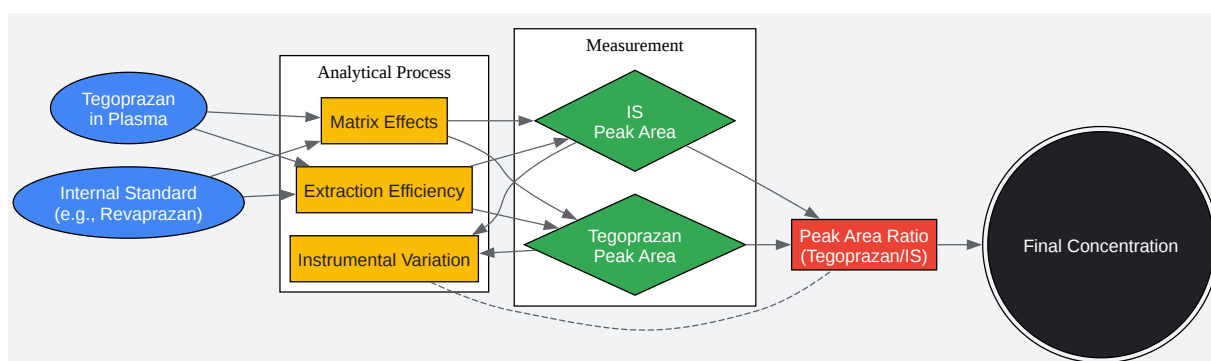 Measurement
Analytical Process
Tegoprazan
in Plasma
Internal Standard
(e.g., Revaprazan)
Matrix Effects
Extraction Efficiency
Instrumental Variation
IS
Peak Area
Tegoprazan
Peak Area
Peak Area Ratio
(Tegoprazan/IS)
Final Concentration